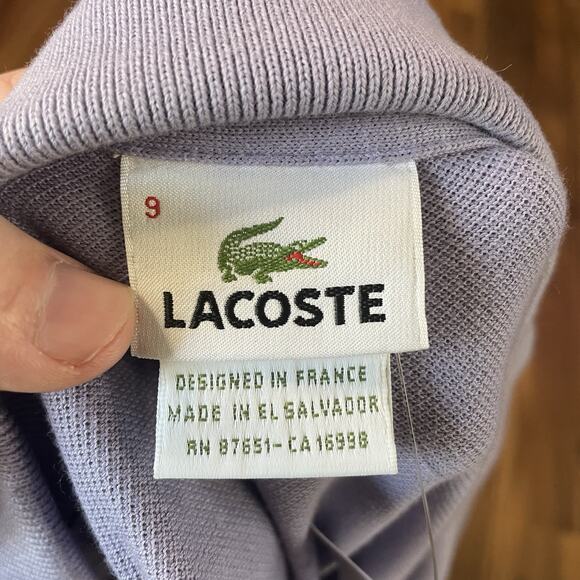 9
LACOSTE
DESIGNED IN FRANCE
MADE IN EL SALVADOR
RN 87651-CA 16998